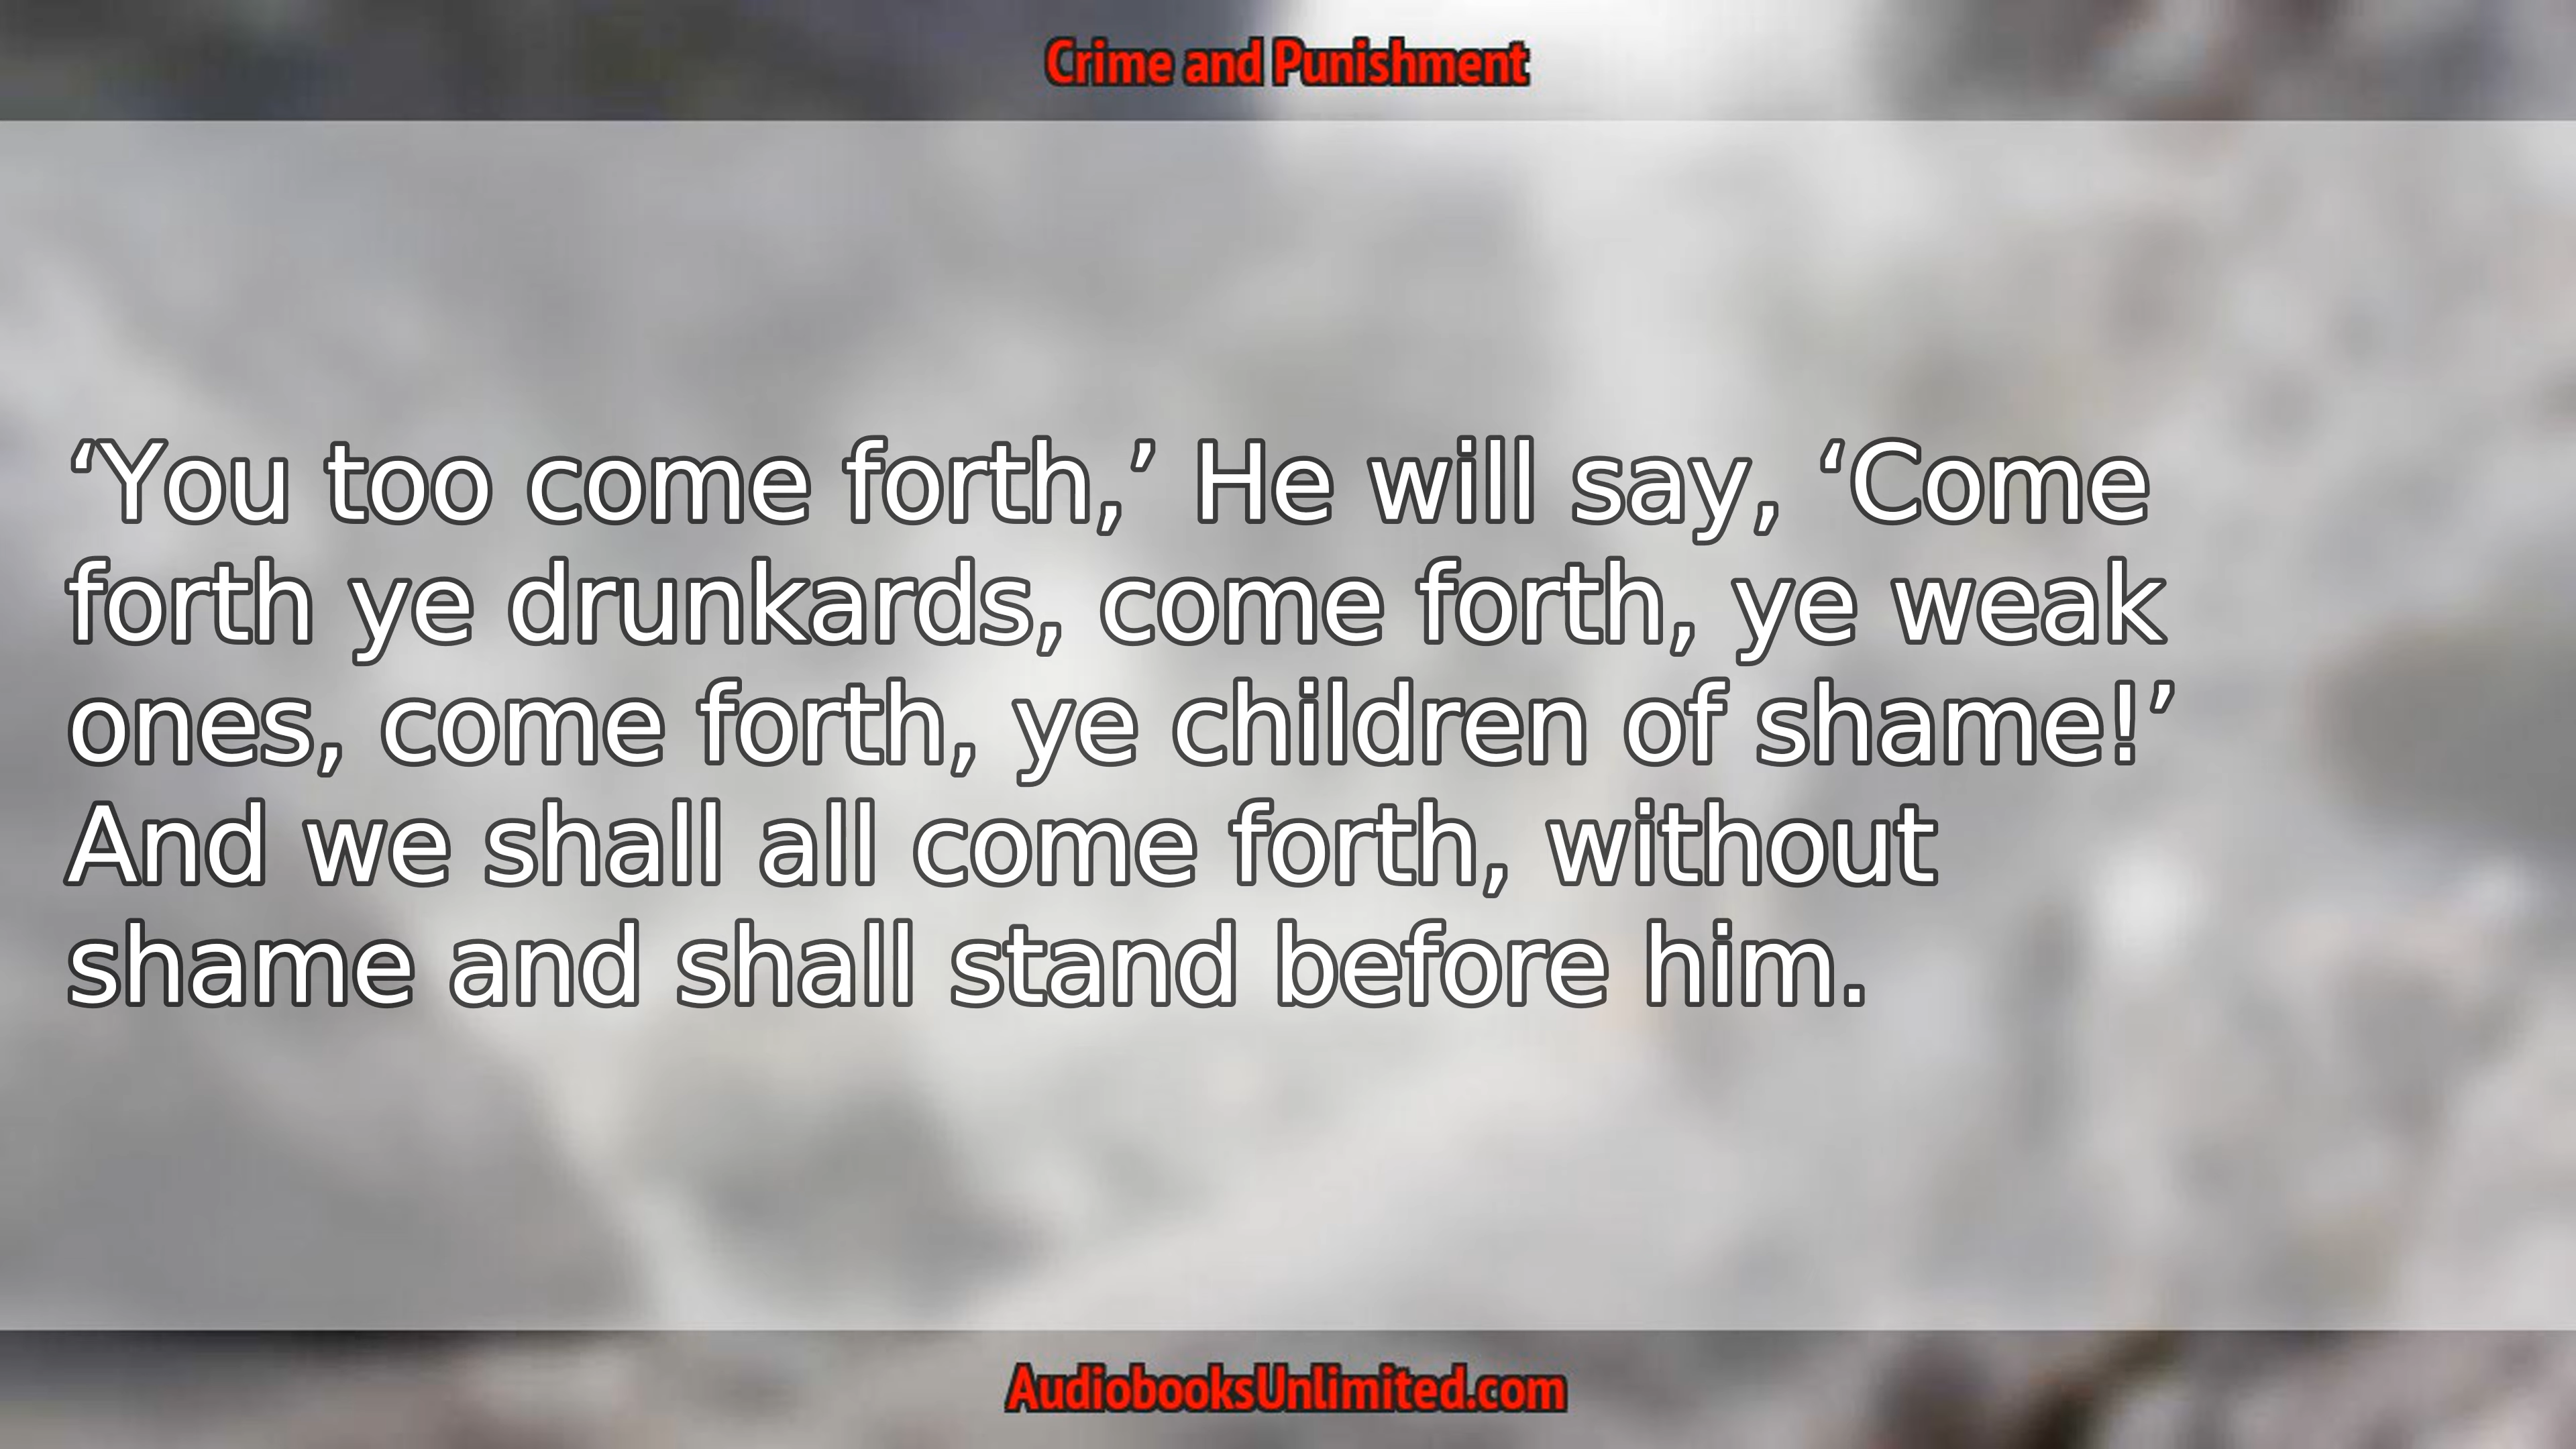 Crime and Punishment
‘You too come forth,’ He will say, ‘Come
forth ye drunkards, come forth, ye weak
ones, come forth, ye children of shame!’
And we shall all come forth, without
shame and shall stand before him.
AudiobooksUnlimited.com